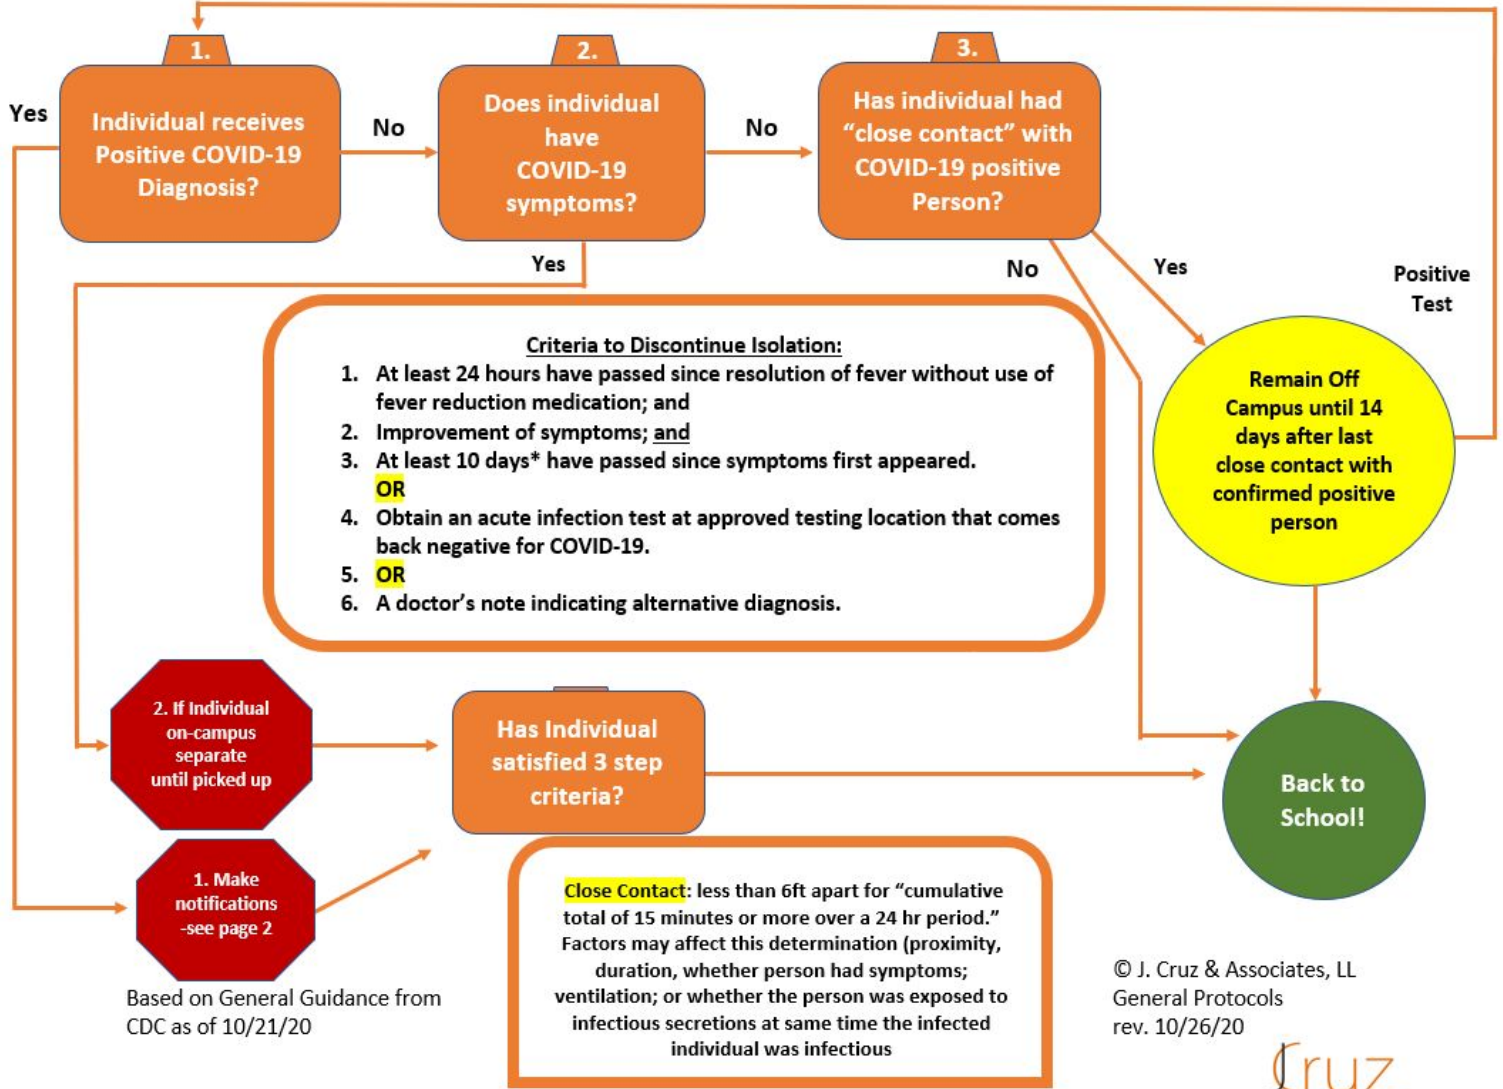 1.
Individual receives
Positive COVID-19
Diagnosis?
Yes
No
2.
Does individual
have
COVID-19
symptoms?
Yes
No
3.
Has individual had
“close contact” with
COVID-19 positive
Person?
No
Yes
Positive
Test
Remain Off
Campus until 14
days after last
close contact with
confirmed positive
person
Criteria to Discontinue Isolation:
1. At least 24 hours have passed since resolution of fever without use of
fever reduction medication; and
2. Improvement of symptoms; and
3. At least 10 days* have passed since symptoms first appeared.
OR
4. Obtain an acute infection test at approved testing location that comes
back negative for COVID-19.
5. OR
6. A doctor’s note indicating alternative diagnosis.
2. If Individual
on-campus
separate
until picked up
Has Individual
satisfied 3 step
criteria?
Back to
School!
1. Make
notifications
-see page 2
Close Contact: less than 6ft apart for “cumulative
total of 15 minutes or more over a 24 hr period.”
Factors may affect this determination (proximity,
duration, whether person had symptoms;
ventilation; or whether the person was exposed to
infectious secretions at same time the infected
individual was infectious
Based on General Guidance from
CDC as of 10/21/20
© J. Cruz & Associates, LL
General Protocols
rev. 10/26/20
Cruz